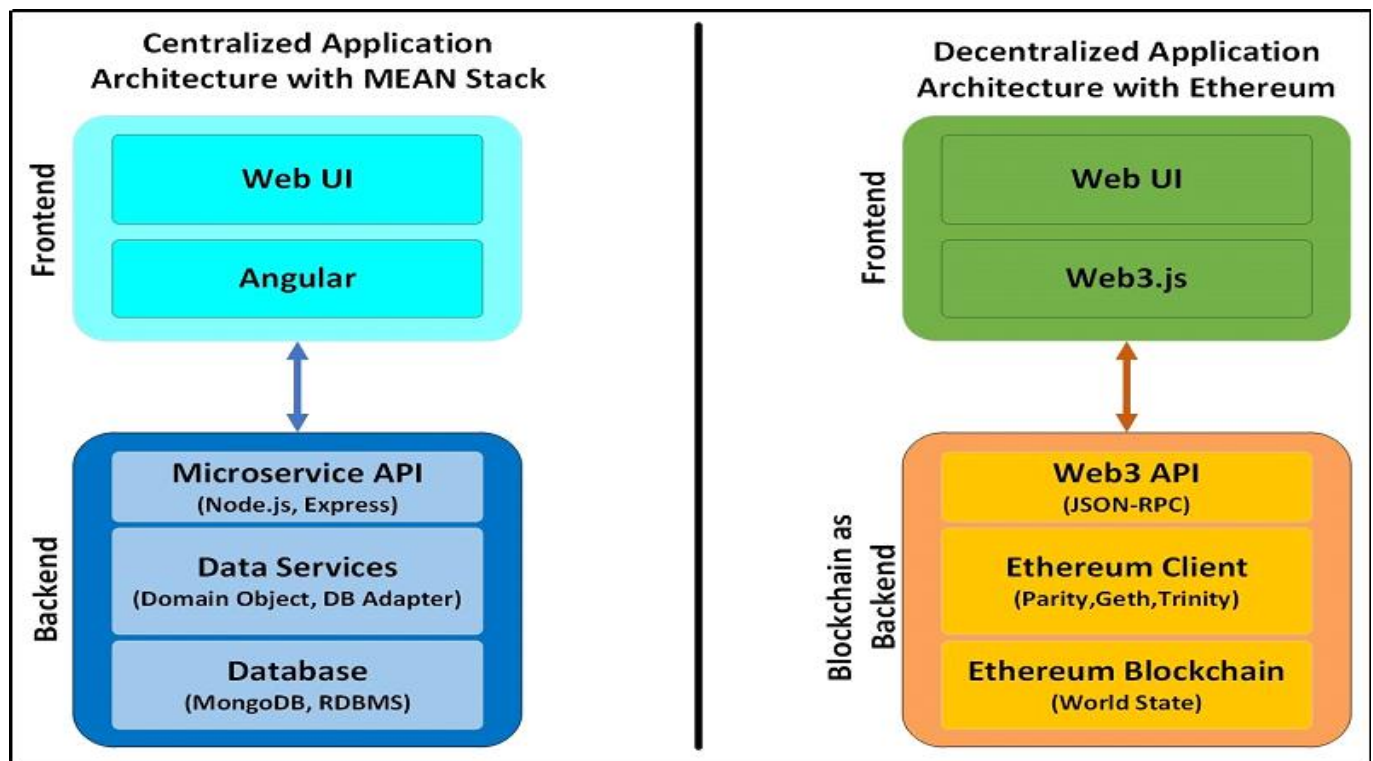 Centralized Application
Architecture with MEAN Stack
Frontend
Web UI
Angular
Backend
Microservice API
(Node.js, Express)
Data Services
(Domain Object, DB Adapter)
Database
(MongoDB, RDBMS)
Decentralized Application
Architecture with Ethereum
Frontend
Web UI
Web3.js
Blockchain as
Backend
Web3 API
(JSON-RPC)
Ethereum Client
(Parity,Geth,Trinity)
Ethereum Blockchain
(World State)